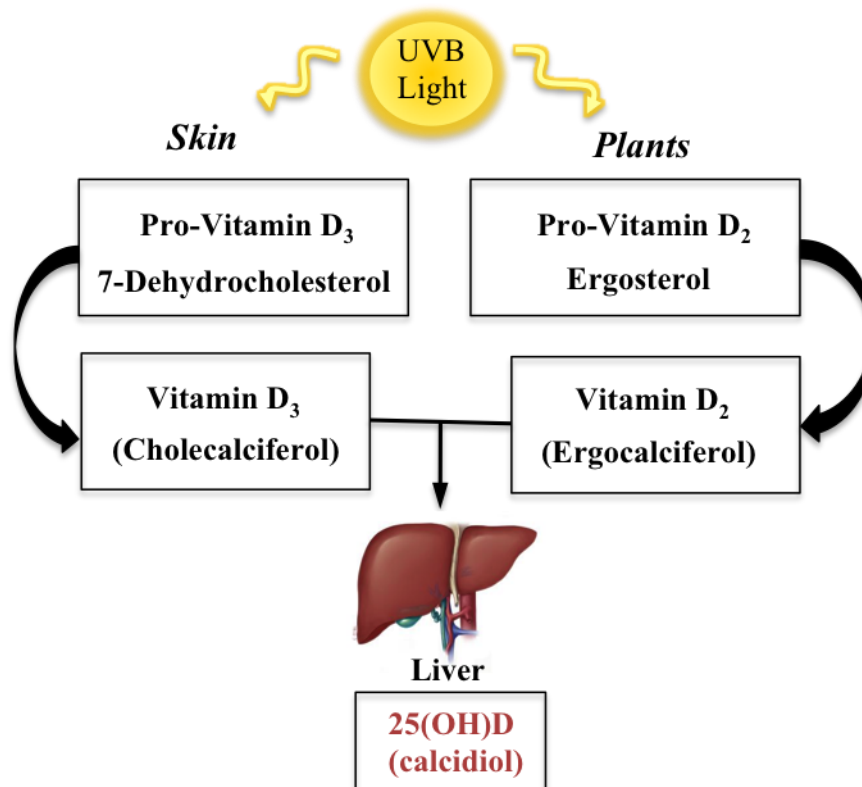 UVB
Light
Skin
Plants
Pro-Vitamin D₃
7-Dehydrocholesterol
Pro-Vitamin D₂
Ergosterol
Vitamin D₃
(Cholecalciferol)
Vitamin D₂
(Ergocalciferol)
Liver
25(OH)D
(calcidiol)